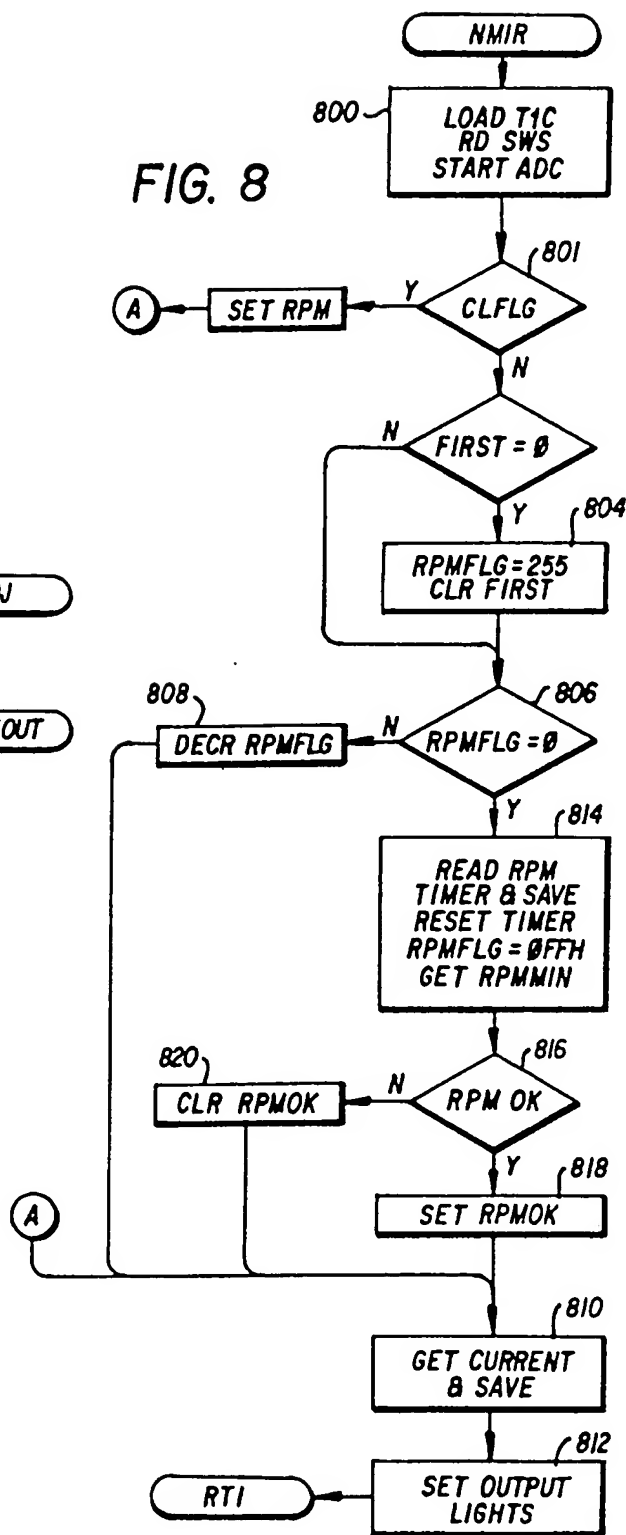 NMIR
800
LOAD T1C
RD SWS
START ADC
FIG. 8
801
CLFLG
Y
SET RPM
A
N
FIRST = Ø
N
Y
804
RPMFLG = 255
CLR FIRST
J
OUT
806
RPMFLG = Ø
N
808
DECR RPMFLG
Y
814
READ RPM
TIMER & SAVE
RESET TIMER
RPMFLG = ØFFH
GET RPMMIN
816
RPM OK
N
820
CLR RPMOK
Y
818
SET RPMOK
A
810
GET CURRENT
& SAVE
812
SET OUTPUT
LIGHTS
RTI